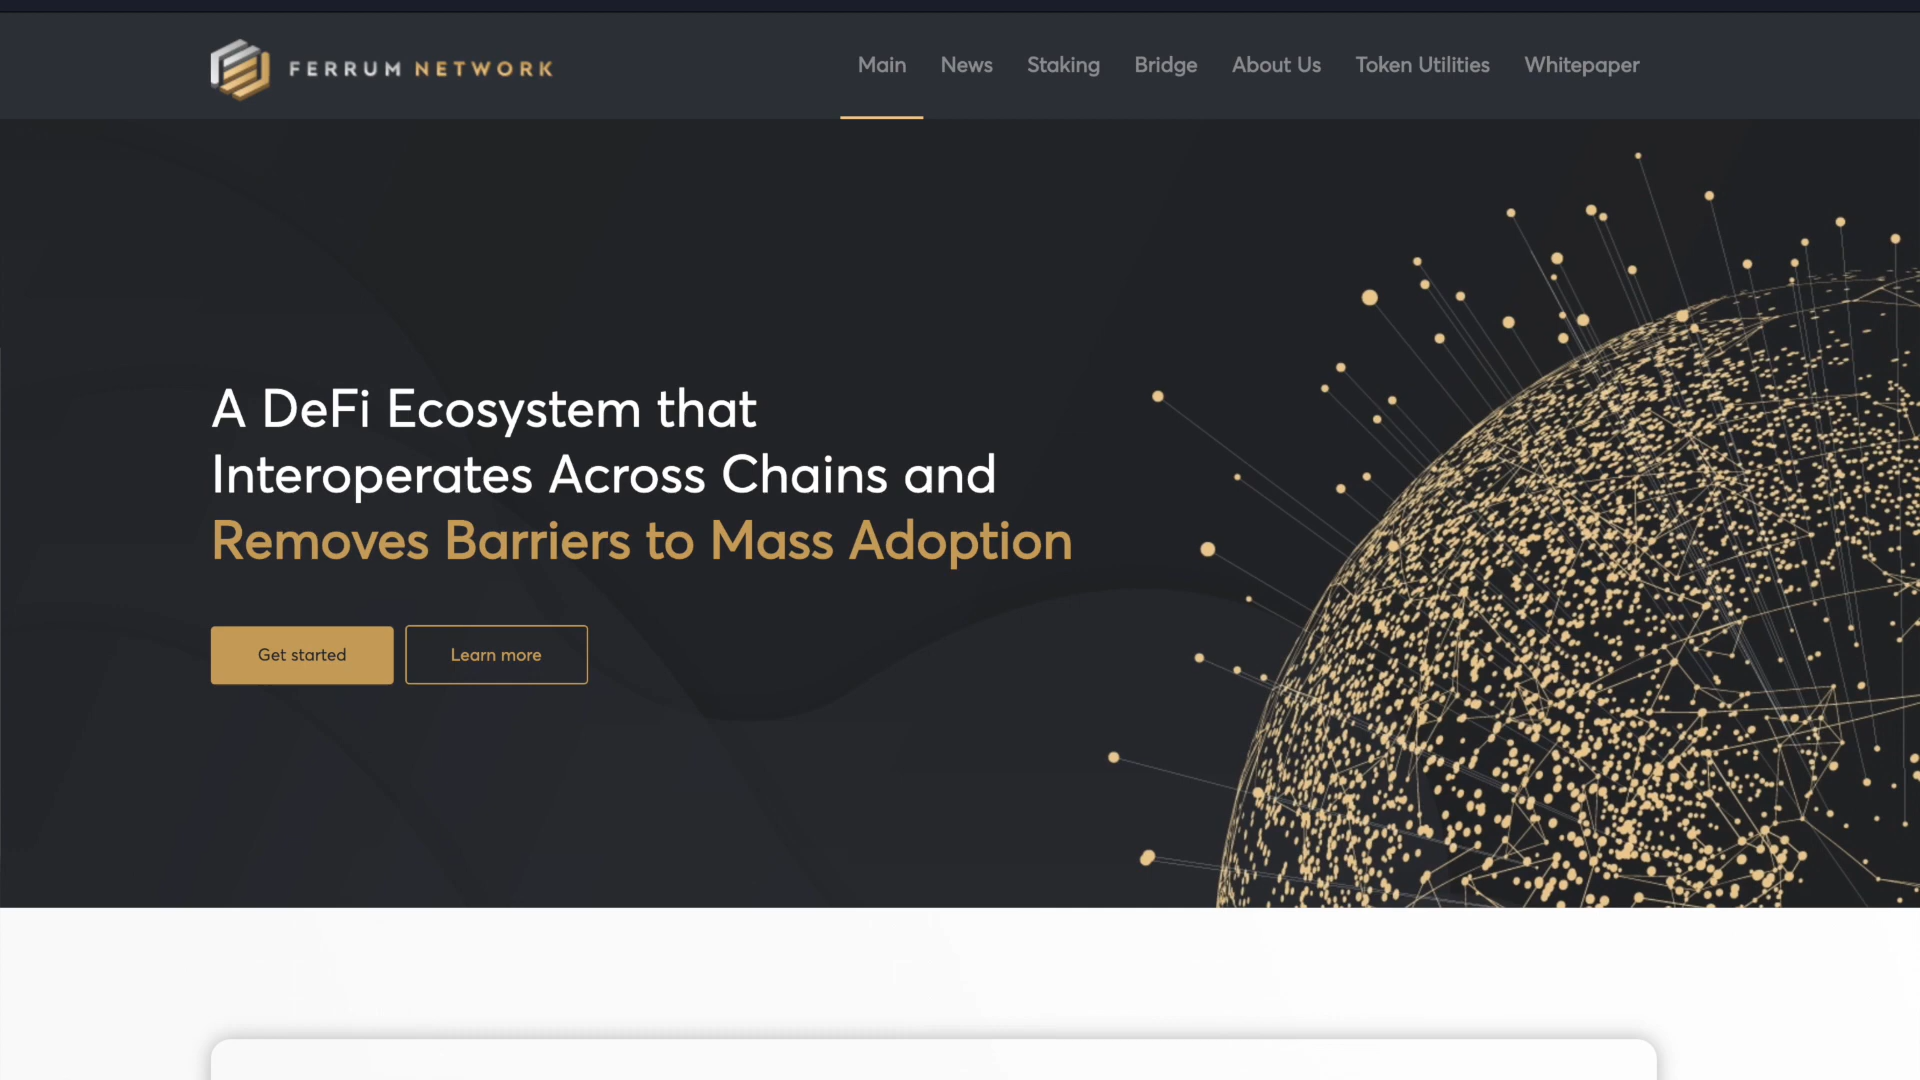 FERRUM NETWORK
Main News Staking Bridge About Us Token Utilities Whitepaper
A DeFi Ecosystem that
Interoperates Across Chains and
Removes Barriers to Mass Adoption
Get started Learn more